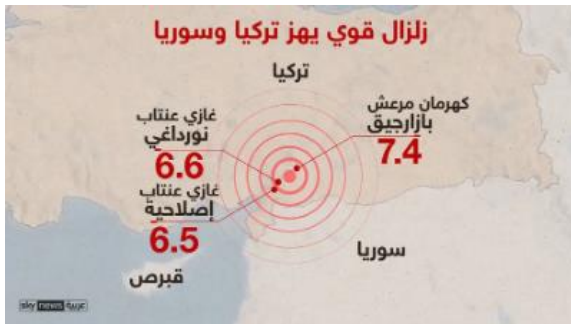 زلزال قوي يهز تركيا وسوريا
تركيا
كهرمان مرعش
بازارجيق
7.4
غازي عنتاب
نورداغي
6.6
غازي عنتاب
إصلاحية
6.5
سوريا
قبرص
sky news عربية